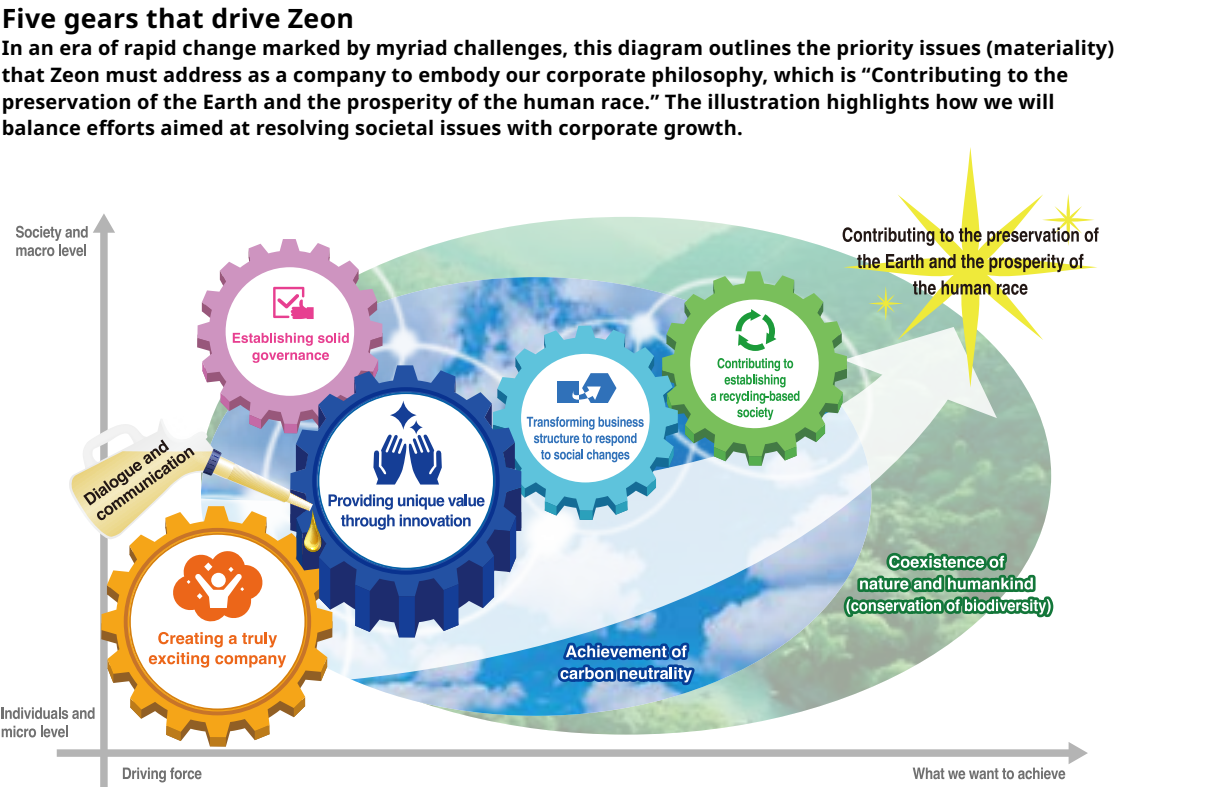 Five gears that drive Zeon
In an era of rapid change marked by myriad challenges, this diagram outlines the priority issues (materiality)
that Zeon must address as a company to embody our corporate philosophy, which is “Contributing to the
preservation of the Earth and the prosperity of the human race.” The illustration highlights how we will
balance efforts aimed at resolving societal issues with corporate growth.
Society and
macro level
Contributing to the preservation of
the Earth and the prosperity of
the human race
Establishing solid
governance
Contributing to
establishing
a recycling-based
society
Transforming business
structure to respond
to social changes
Dialogue and
communication
Providing unique value
through innovation
Coexistence of
nature and humankind
(conservation of biodiversity)
Creating a truly
exciting company
Achievement of
carbon neutrality
Individuals and
micro level
Driving force
What we want to achieve